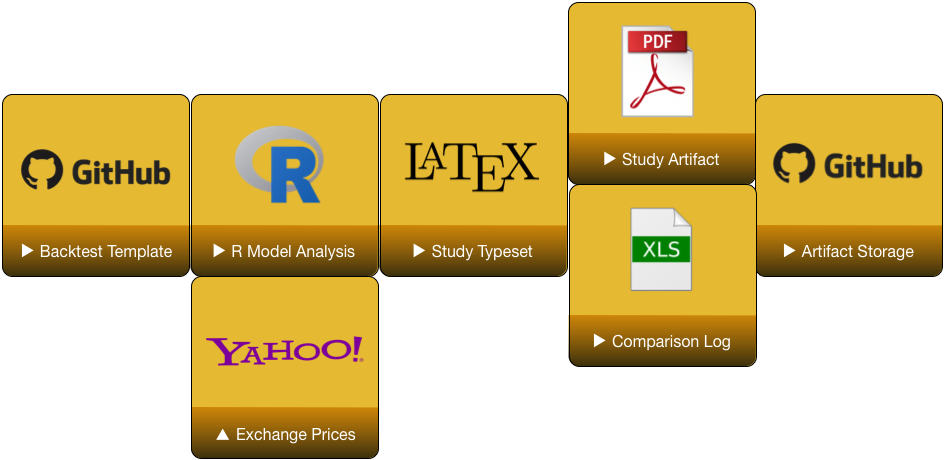 PDF
▶ Study Artifact
GitHub
▶ Backtest Template
R
▶ R Model Analysis
LATEX
▶ Study Typeset
XLS
▶ Comparison Log
GitHub
▶ Artifact Storage
YAHOO!
▲ Exchange Prices